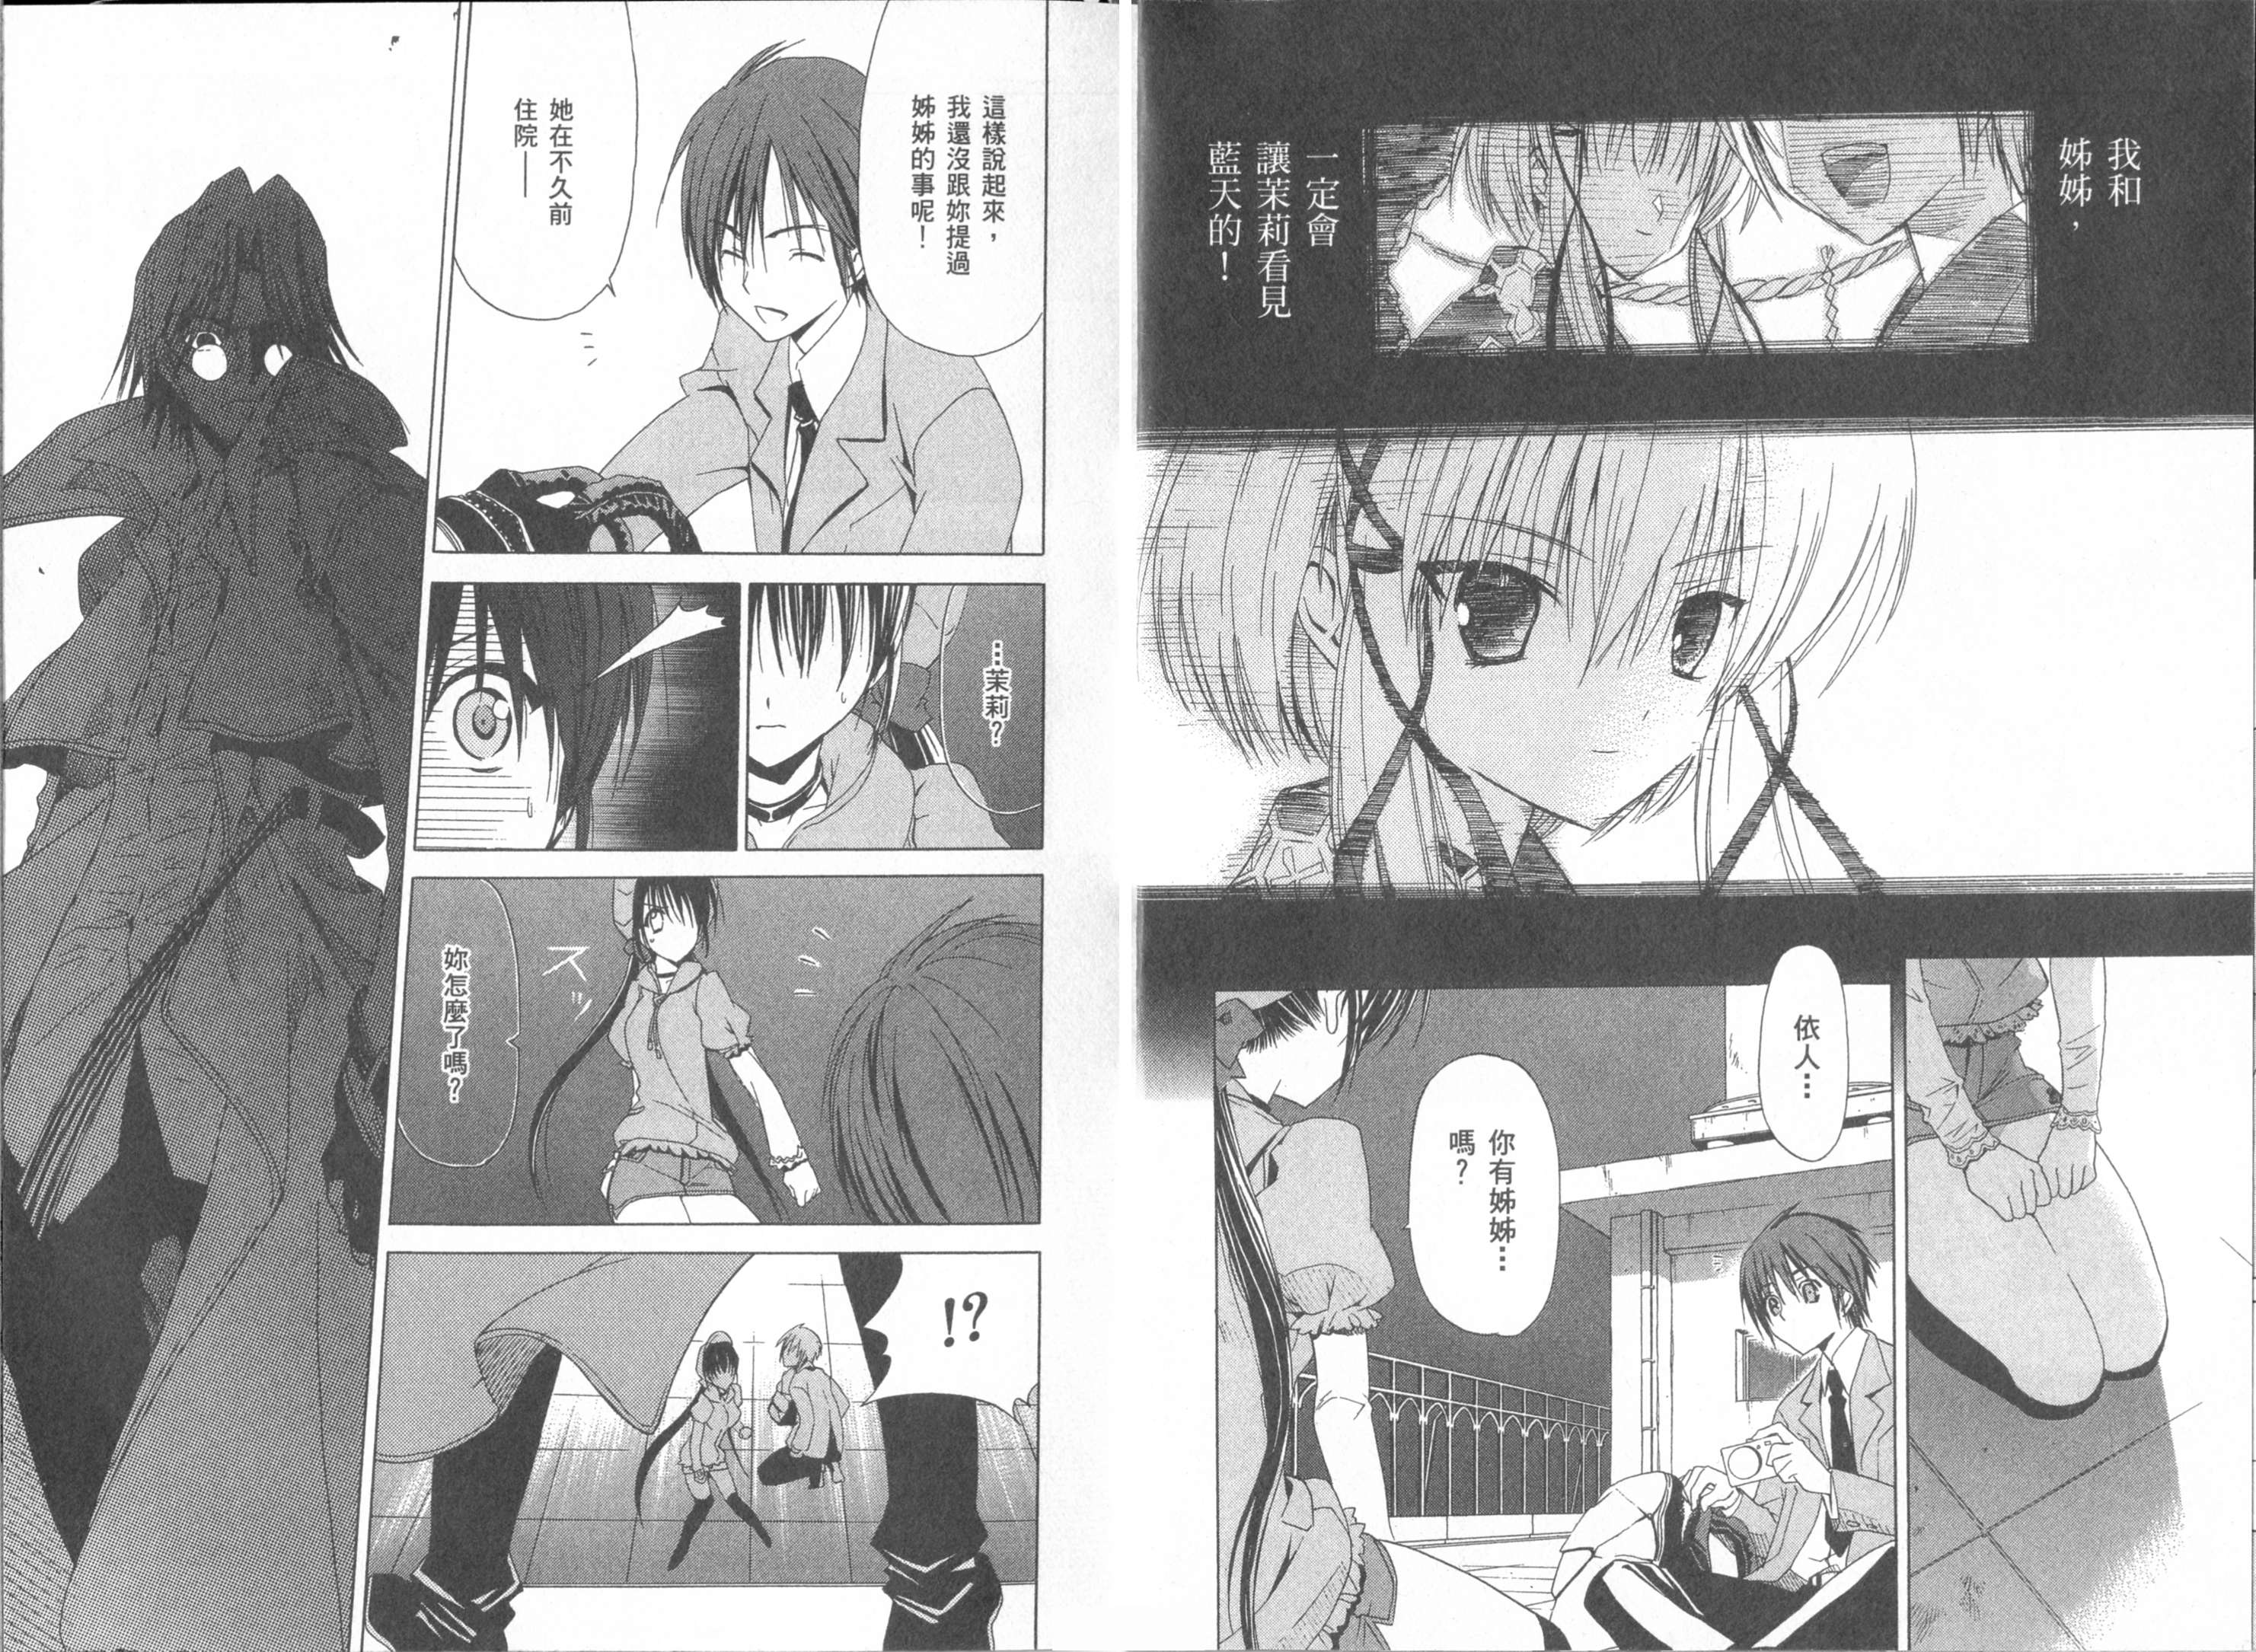 我和
姊姊，
一定會
讓茉莉看見
藍天的！
依人…
你有姊姊…
嗎？
這樣說起來，
我還沒跟妳提過
姊姊的事呢！
她在不久前
住院——
…茉莉？
スッ
妳怎麼了嗎？
!?